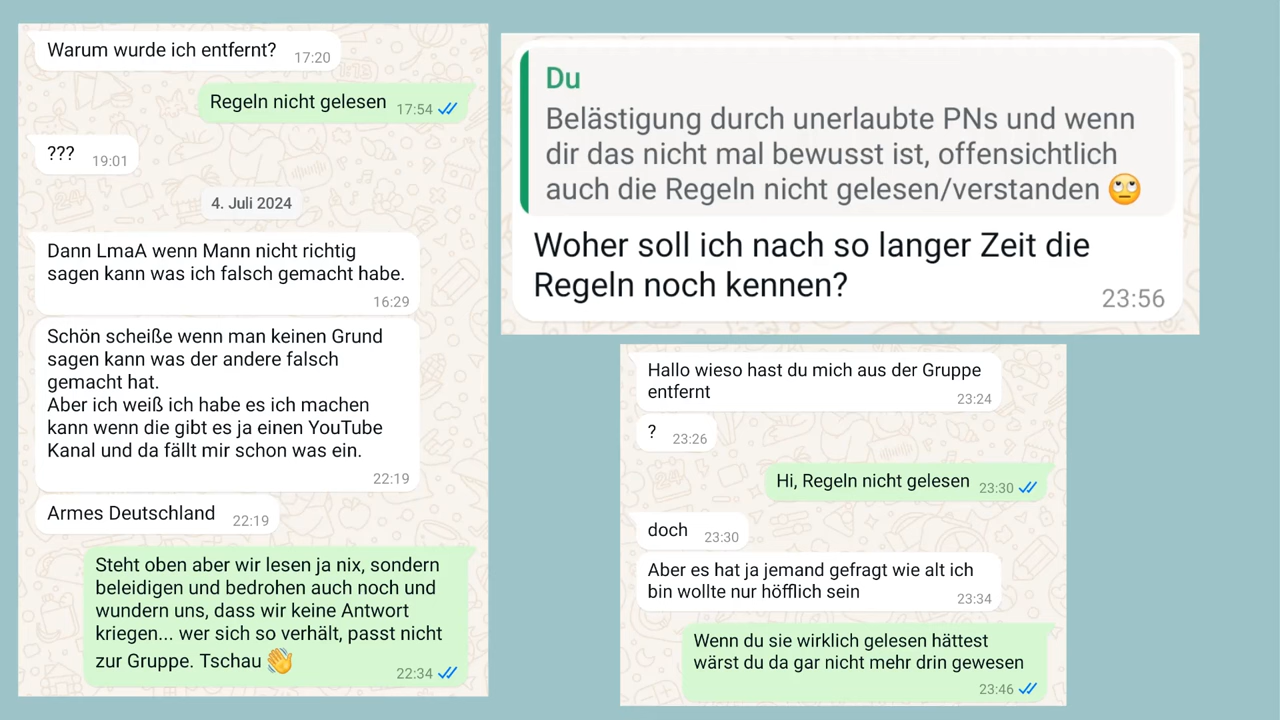 Warum wurde ich entfernt? 17:20
Regeln nicht gelesen 17:54
??? 19:01
4. Juli 2024
Dann LmaA wenn Mann nicht richtig
sagen kann was ich falsch gemacht habe.
16:29
Schön scheiße wenn man keinen Grund
sagen kann was der andere falsch
gemacht hat.
Aber ich weiß ich habe es ich machen
kann wenn die gibt es ja einen YouTube
Kanal und da fällt mir schon was ein.
22:19
Armes Deutschland 22:19
Steht oben aber wir lesen ja nix, sondern
beleidigen und bedrohen auch noch und
wundern uns, dass wir keine Antwort
kriegen... wer sich so verhält, passt nicht
zur Gruppe. Tschau 👋
22:34
Du
Belästigung durch unerlaubte PNs und wenn
dir das nicht mal bewusst ist, offensichtlich
auch die Regeln nicht gelesen/verstanden 🙄
Woher soll ich nach so langer Zeit die
Regeln noch kennen?
23:56
Hallo wieso hast du mich aus der Gruppe
entfernt
23:24
? 23:26
Hi, Regeln nicht gelesen 23:30
doch 23:30
Aber es hat ja jemand gefragt wie alt ich
bin wollte nur höfflich sein
23:34
Wenn du sie wirklich gelesen hättest
wärst du da gar nicht mehr drin gewesen
23:46